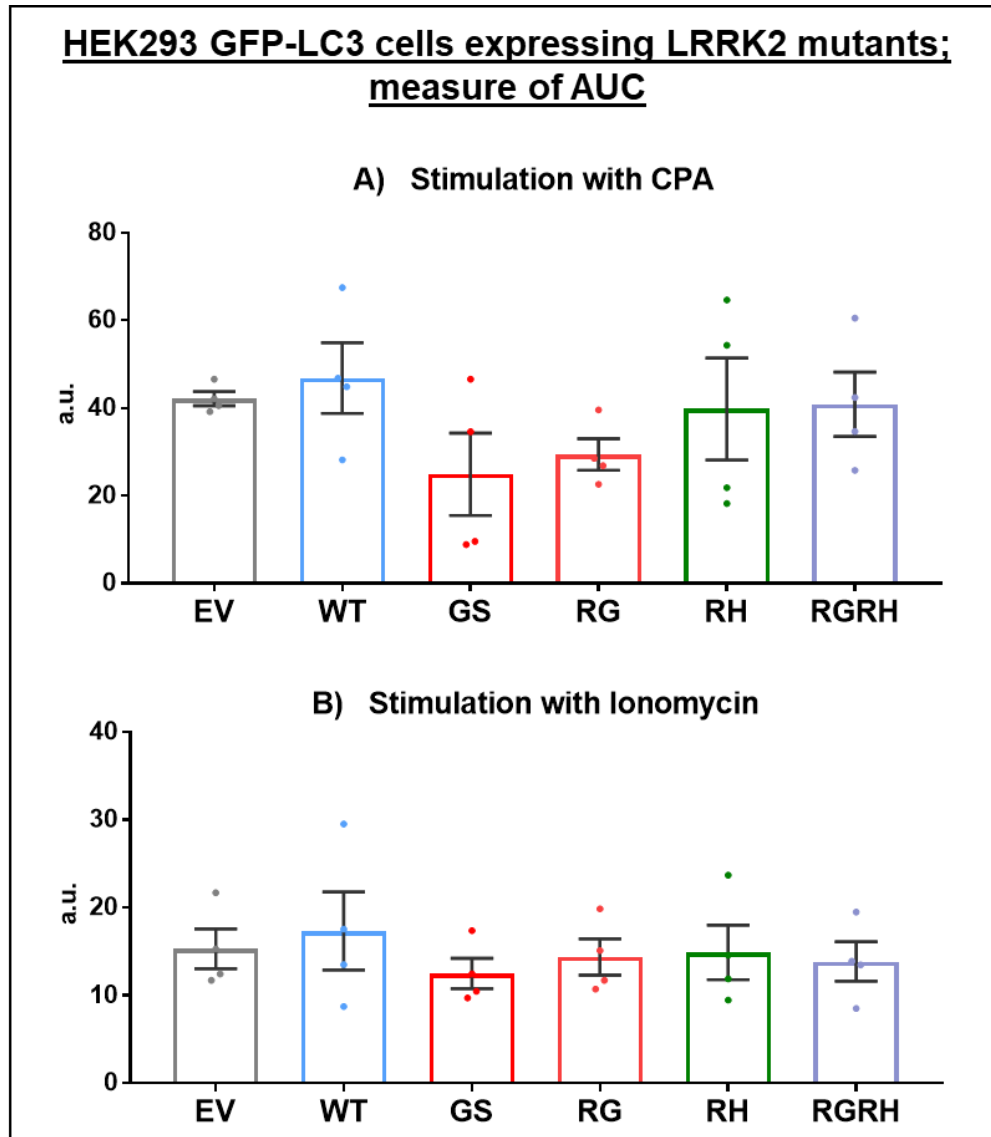 HEK293 GFP-LC3 cells expressing LRRK2 mutants;
measure of AUC
A) Stimulation with CPA
80
60
40
20
0
a.u.
EV WT GS RG RH RGRH
B) Stimulation with Ionomycin
40
30
20
10
0
a.u.
EV WT GS RG RH RGRH